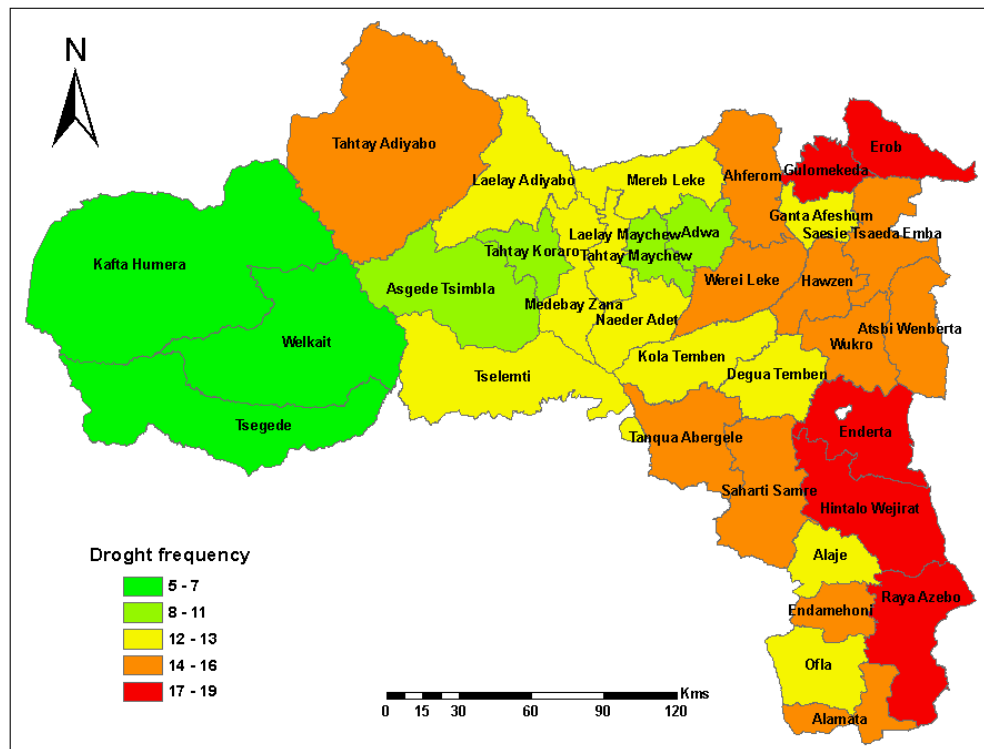 N
Tahtay Adiyabo
Erob
Gulomekeda
Laelay Adiyabo
Mereb Leke
Ahferom
Ganta Afeshum
Saesie Tsaeda Emba
Laelay Maychew
Adwa
Tahtay Koraro
Tahtay Maychew
Kafta Humera
Asgede Tsimbla
Werei Leke
Hawzen
Medebay Zana
Naeder Adet
Atsbi Wenberta
Welkait
Wukro
Kola Temben
Tselemti
Degua Temben
Tsegede
Tanqua Abergele
Enderta
Saharti Samre
Hintalo Wejirat
Alaje
Raya Azebo
Endamehoni
Ofla
Alamata
Droght frequency
5 - 7
8 - 11
12 - 13
14 - 16
17 - 19
Kms
0 15 30 60 90 120